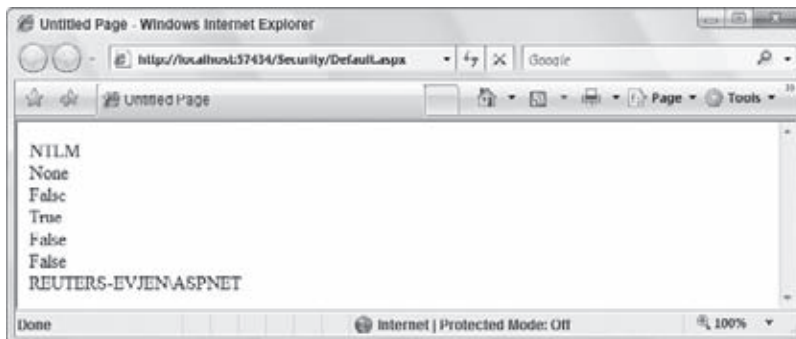 Untitled Page - Windows Internet Explorer
http://localhost:37434/Security/Default.aspx
Google
Untitled Page
Page
Tools
NTLM
None
False
True
False
False
REUTERS-EVJEN\ASPNET
Done
Internet | Protected Mode: Off
100%